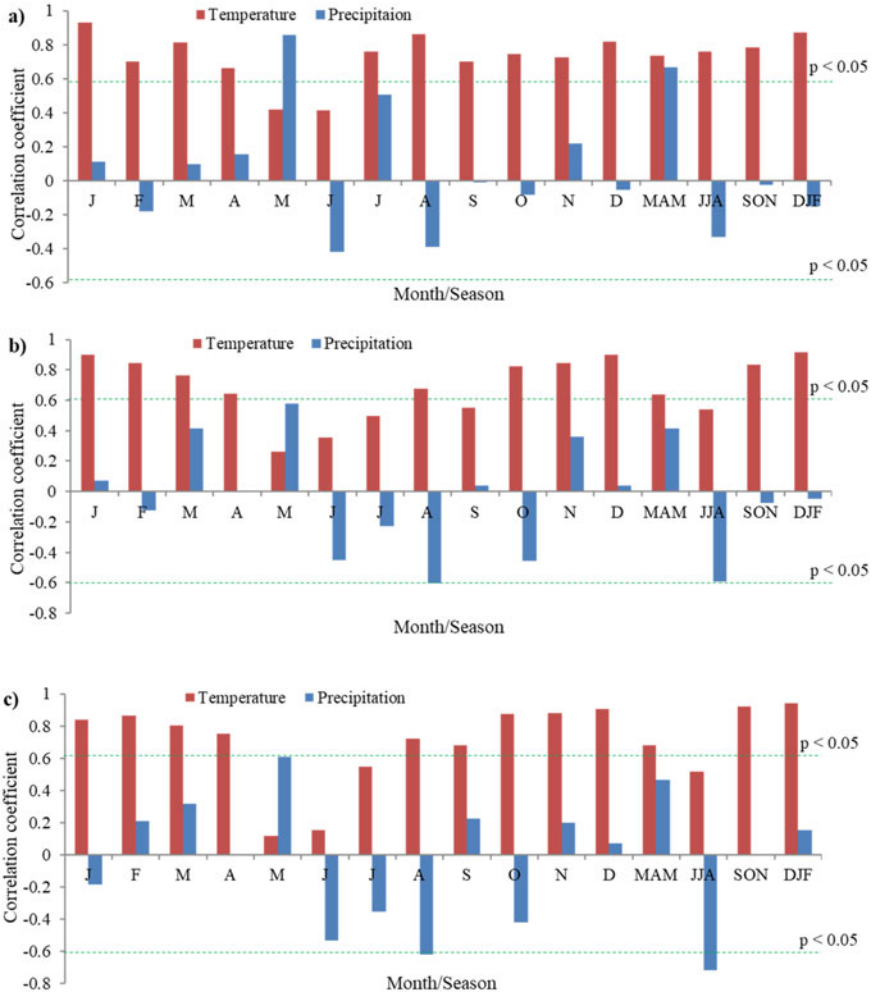 a)
Temperature Precipitaion
1
0.8
0.6
0.4
0.2
0
-0.2
-0.4
-0.6
Correlation coefficient
p < 0.05
J F M A M J J A S O N D MAM JJA SON DJF
p < 0.05
Month/Season
b)
Temperature Precipitation
1
0.8
0.6
0.4
0.2
0
-0.2
-0.4
-0.6
-0.8
Correlation coefficient
p < 0.05
J F M A M J J A S O N D MAM JJA SON DJF
p < 0.05
Month/Season
c)
Temperature Precipitation
1
0.8
0.6
0.4
0.2
0
-0.2
-0.4
-0.6
-0.8
Correlation coefficient
p < 0.05
J F M A M J J A S O N D MAM JJA SON DJF
p < 0.05
Month/Season